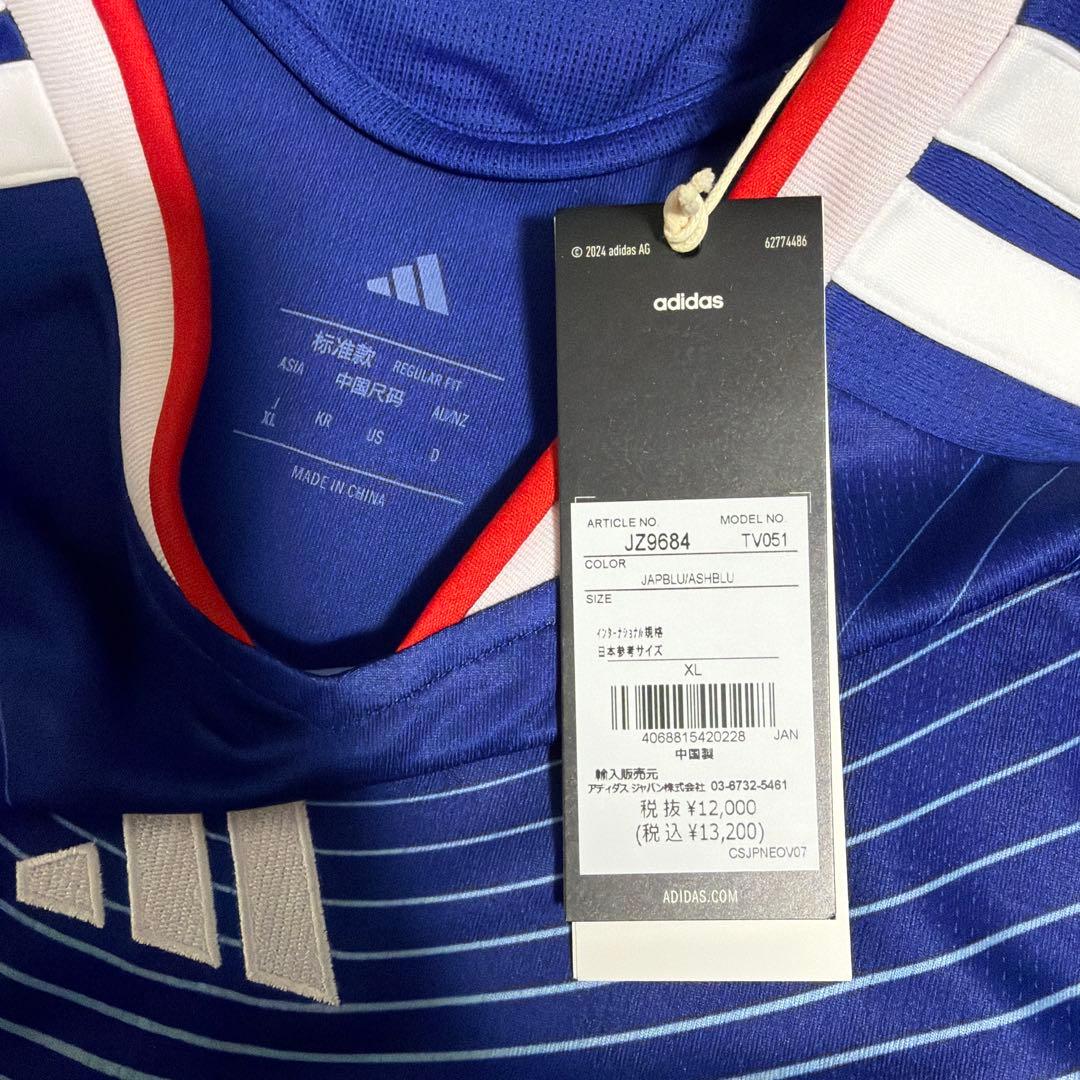 标准款 REGULAR FIT
ASIA 中国尺码 AU/NZ
J
XL KR US D
MADE IN CHINA
© 2024 adidas AG 62774486
adidas
ARTICLE NO. MODEL NO.
JZ9684 TV051
COLOR
JAPBLU/ASHBLU
SIZE
インターナショナル規格
日本参考サイズ
XL
4068815420228 JAN
中国製
輸入販売元
アディダス ジャパン株式会社 03-6732-5461
税抜 ¥12,000
(税込 ¥13,200)
CSJPNEOV07
ADIDAS.COM